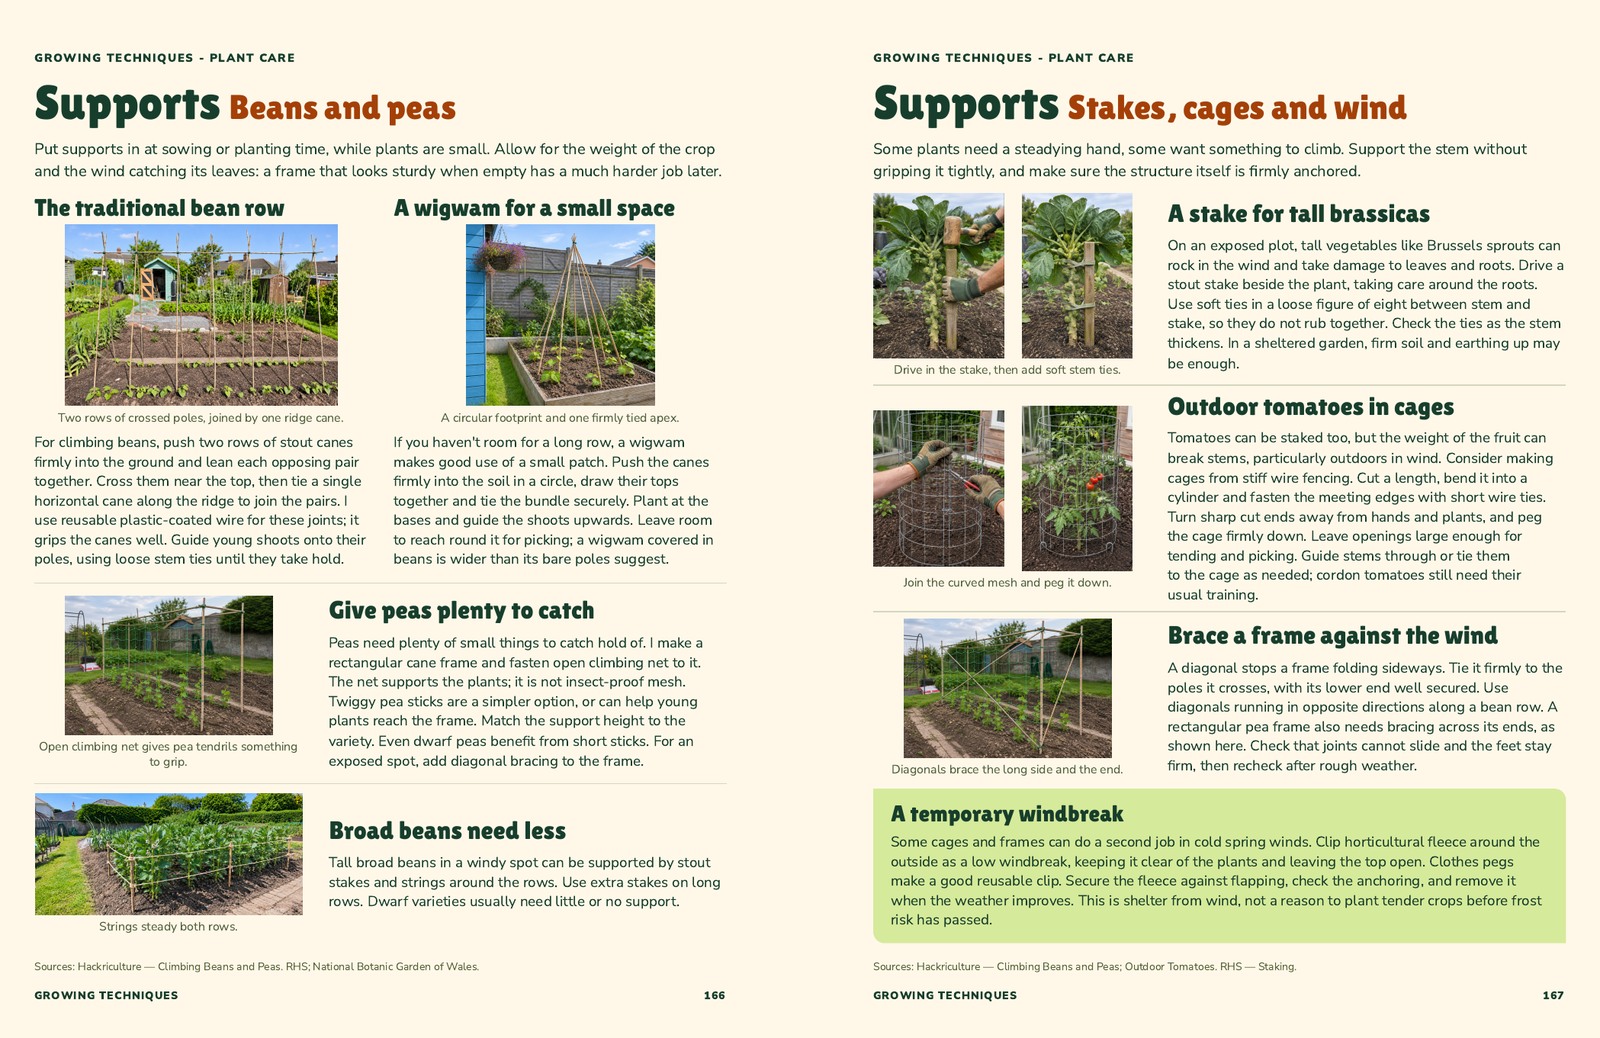 GROWING TECHNIQUES - PLANT CARE
Supports Beans and peas
Put supports in at sowing or planting time, while plants are small. Allow for the weight of the crop
and the wind catching its leaves: a frame that looks sturdy when empty has a much harder job later.
The traditional bean row
Two rows of crossed poles, joined by one ridge cane.
For climbing beans, push two rows of stout canes
firmly into the ground and lean each opposing pair
together. Cross them near the top, then tie a single
horizontal cane along the ridge to join the pairs. I
use reusable plastic-coated wire for these joints; it
grips the canes well. Guide young shoots onto their
poles, using loose stem ties until they take hold.
A wigwam for a small space
A circular footprint and one firmly tied apex.
If you haven't room for a long row, a wigwam
makes good use of a small patch. Push the canes
firmly into the soil in a circle, draw their tops
together and tie the bundle securely. Plant at the
bases and guide the shoots upwards. Leave room
to reach round it for picking; a wigwam covered in
beans is wider than its bare poles suggest.
Open climbing net gives pea tendrils something
to grip.
Give peas plenty to catch
Peas need plenty of small things to catch hold of. I make a
rectangular cane frame and fasten open climbing net to it.
The net supports the plants; it is not insect-proof mesh.
Twiggy pea sticks are a simpler option, or can help young
plants reach the frame. Match the support height to the
variety. Even dwarf peas benefit from short sticks. For an
exposed spot, add diagonal bracing to the frame.
Strings steady both rows.
Broad beans need less
Tall broad beans in a windy spot can be supported by stout
stakes and strings around the rows. Use extra stakes on long
rows. Dwarf varieties usually need little or no support.
Sources: Hackriculture — Climbing Beans and Peas. RHS; National Botanic Garden of Wales.
GROWING TECHNIQUES
166
GROWING TECHNIQUES - PLANT CARE
Supports Stakes, cages and wind
Some plants need a steadying hand, some want something to climb. Support the stem without
gripping it tightly, and make sure the structure itself is firmly anchored.
Drive in the stake, then add soft stem ties.
A stake for tall brassicas
On an exposed plot, tall vegetables like Brussels sprouts can
rock in the wind and take damage to leaves and roots. Drive a
stout stake beside the plant, taking care around the roots.
Use soft ties in a loose figure of eight between stem and
stake, so they do not rub together. Check the ties as the stem
thickens. In a sheltered garden, firm soil and earthing up may
be enough.
Join the curved mesh and peg it down.
Outdoor tomatoes in cages
Tomatoes can be staked too, but the weight of the fruit can
break stems, particularly outdoors in wind. Consider making
cages from stiff wire fencing. Cut a length, bend it into a
cylinder and fasten the meeting edges with short wire ties.
Turn sharp cut ends away from hands and plants, and peg
the cage firmly down. Leave openings large enough for
tending and picking. Guide stems through or tie them
to the cage as needed; cordon tomatoes still need their
usual training.
Diagonals brace the long side and the end.
Brace a frame against the wind
A diagonal stops a frame folding sideways. Tie it firmly to the
poles it crosses, with its lower end well secured. Use
diagonals running in opposite directions along a bean row. A
rectangular pea frame also needs bracing across its ends, as
shown here. Check that joints cannot slide and the feet stay
firm, then recheck after rough weather.
A temporary windbreak
Some cages and frames can do a second job in cold spring winds. Clip horticultural fleece around the
outside as a low windbreak, keeping it clear of the plants and leaving the top open. Clothes pegs
make a good reusable clip. Secure the fleece against flapping, check the anchoring, and remove it
when the weather improves. This is shelter from wind, not a reason to plant tender crops before frost
risk has passed.
Sources: Hackriculture — Climbing Beans and Peas; Outdoor Tomatoes. RHS — Staking.
GROWING TECHNIQUES
167